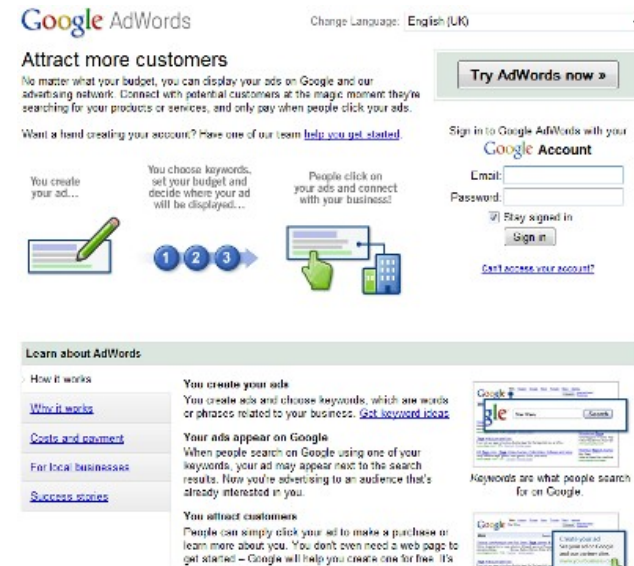 Google AdWords
Change Language: English (UK)
Attract more customers
No matter what your budget, you can display your ads on Google and our
advertising network. Connect with potential customers at the magic moment they're
searching for your products or services, and only pay when people click your ads.
Want a hand creating your account? Have one of our team help you get started.
You create
your ad...
You choose keywords,
set your budget and
decide where your ad
will be displayed...
People click on
your ads and connect
with your business!
1 2 3
Try AdWords now »
Sign in to Google AdWords with your
Google Account
Email:
Password:
Stay signed in
Sign in
Can't access your account?
Learn about AdWords
How it works
Why it works
Costs and payment
For local businesses
Success stories
You create your ads
You create ads and choose keywords, which are words
or phrases related to your business. Get keyword ideas
Your ads appear on Google
When people search on Google using one of your
keywords, your ad may appear next to the search
results. Now you're advertising to an audience that's
already interested in you.
You attract customers
People can simply click your ad to make a purchase or
learn more about you. You don't even need a web page to
get started – Google will help you create one for free. It's
Google
gle
Search
Keywords are what people search
for on Google.
Google
Create your ad